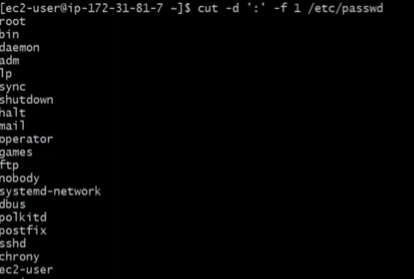 [ec2-user@ip-172-31-81-7 ~]$ cut -d ':' -f 1 /etc/passwd
root
bin
daemon
adm
lp
sync
shutdown
halt
mail
operator
games
ftp
nobody
systemd-network
dbus
polkitd
postfix
sshd
chrony
ec2-user